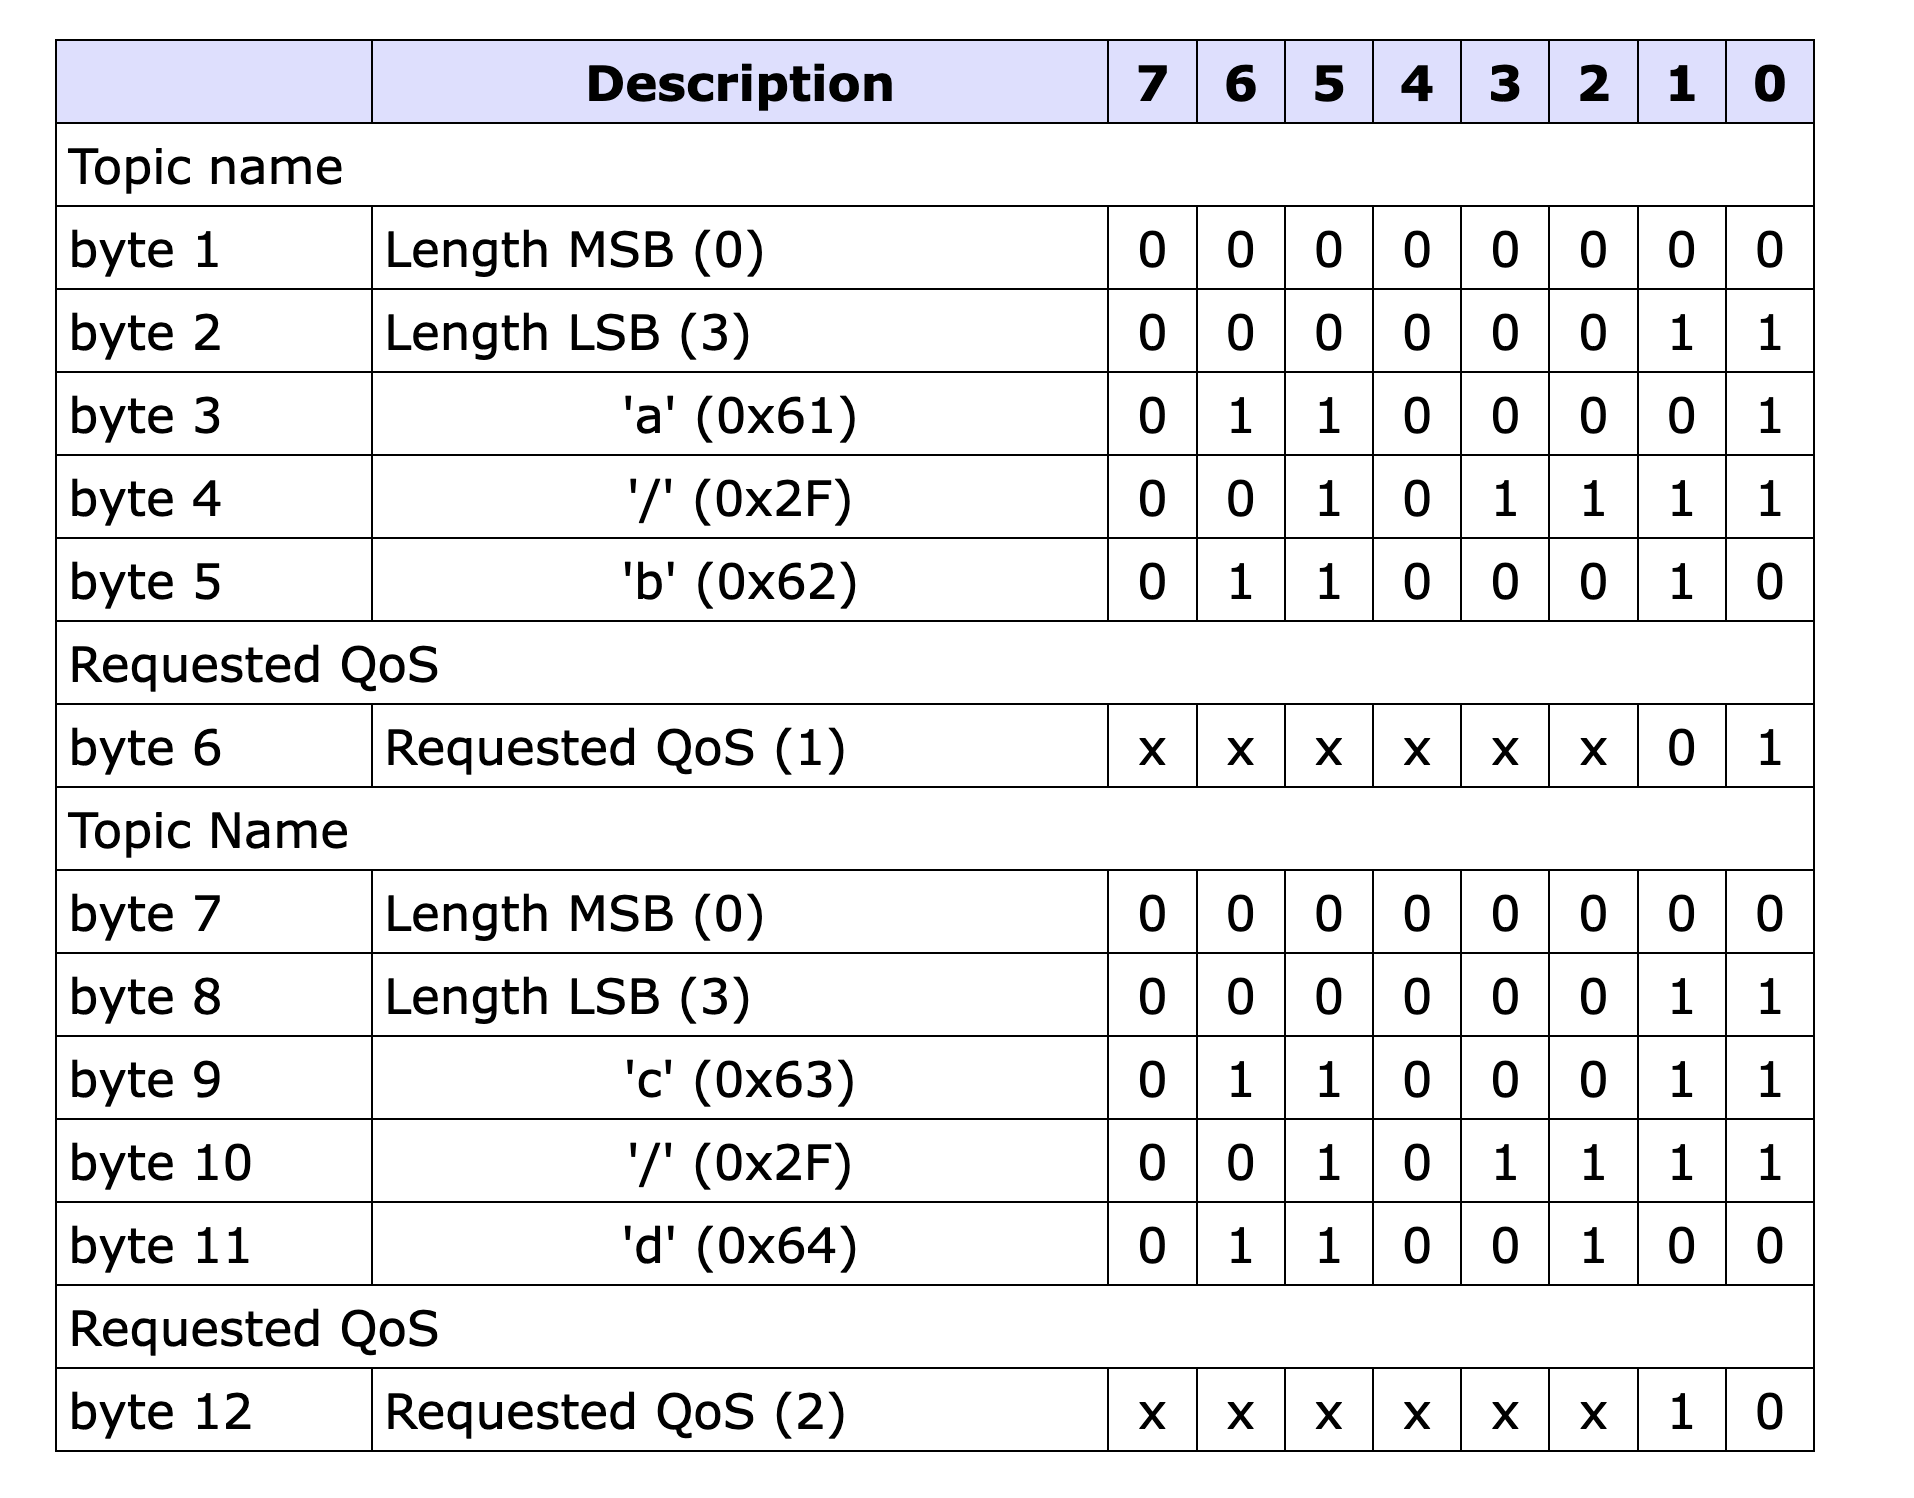 Description 7 6 5 4 3 2 1 0
Topic name
byte 1 Length MSB (0) 0 0 0 0 0 0 0 0
byte 2 Length LSB (3) 0 0 0 0 0 0 1 1
byte 3 'a' (0x61) 0 1 1 0 0 0 0 1
byte 4 '/' (0x2F) 0 0 1 0 1 1 1 1
byte 5 'b' (0x62) 0 1 1 0 0 0 1 0
Requested QoS
byte 6 Requested QoS (1) x x x x x x 0 1
Topic Name
byte 7 Length MSB (0) 0 0 0 0 0 0 0 0
byte 8 Length LSB (3) 0 0 0 0 0 0 1 1
byte 9 'c' (0x63) 0 1 1 0 0 0 1 1
byte 10 '/' (0x2F) 0 0 1 0 1 1 1 1
byte 11 'd' (0x64) 0 1 1 0 0 1 0 0
Requested QoS
byte 12 Requested QoS (2) x x x x x x 1 0